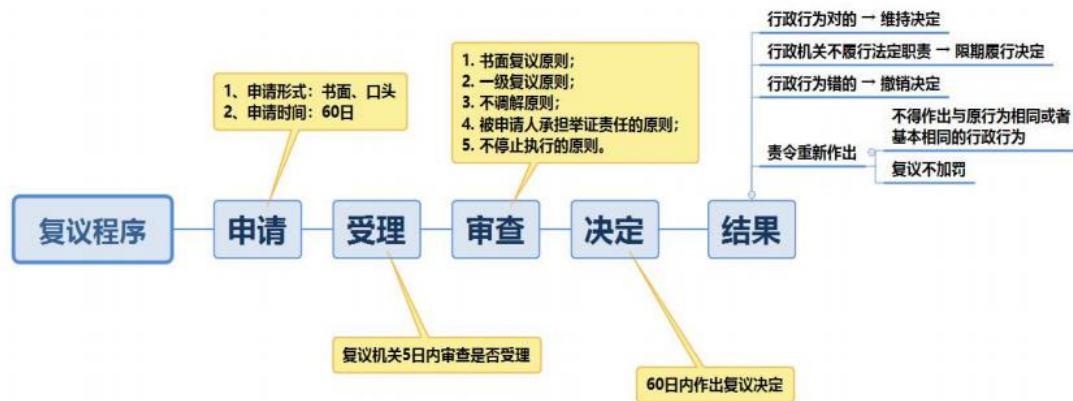 行政行为对的 → 维持决定
行政机关不履行法定职责 → 限期履行决定
行政行为错的 → 撤销决定
责令重新作出
不得作出与原行为相同或者
基本相同的行政行为
复议不加罚
1、申请形式：书面、口头
2、申请时间：60日
1. 书面复议原则；
2. 一级复议原则；
3. 不调解原则；
4. 被申请人承担举证责任的原则；
5. 不停止执行的原则。
复议程序
申请
受理
审查
决定
结果
复议机关5日内审查是否受理
60日内作出复议决定